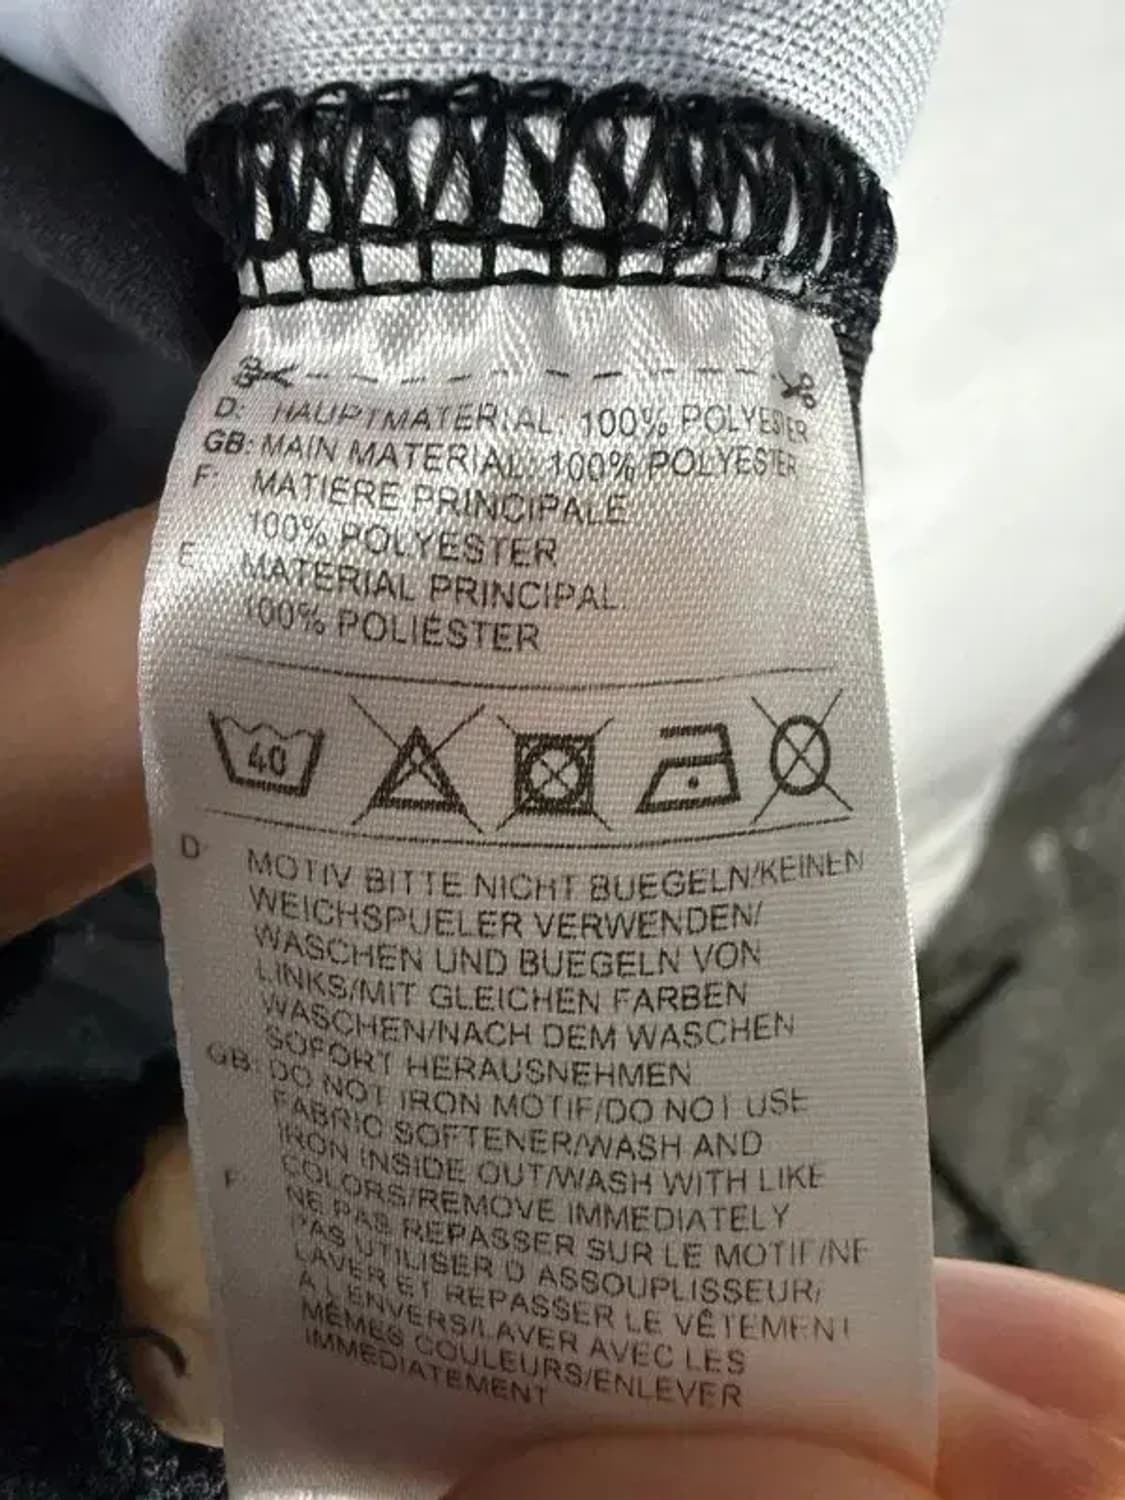 D: HAUPTMATERIAL: 100% POLYESTER
GB: MAIN MATERIAL: 100% POLYESTER
F: MATIERE PRINCIPALE
100% POLYESTER
E MATERIAL PRINCIPAL
100% POLIÉSTER
40
D MOTIV BITTE NICHT BUEGELN/KEINEN
WEICHSPUELER VERWENDEN/
WASCHEN UND BUEGELN VON
LINKS/MIT GLEICHEN FARBEN
WASCHEN/NACH DEM WASCHEN
SOFORT HERAUSNEHMEN
GB: DO NOT IRON MOTIF/DO NOT USE
FABRIC SOFTENER/WASH AND
IRON INSIDE OUT/WASH WITH LIKE
COLORS/REMOVE IMMEDIATELY
F NE PAS REPASSER SUR LE MOTIF/NE
PAS UTILISER D ASSOUPLISSEUR/
LAVER ET REPASSER LE VÊTEMENT
A L ENVERS/LAVER AVEC LES
MÊMES COULEURS/ENLEVER
IMMEDIATEMENT